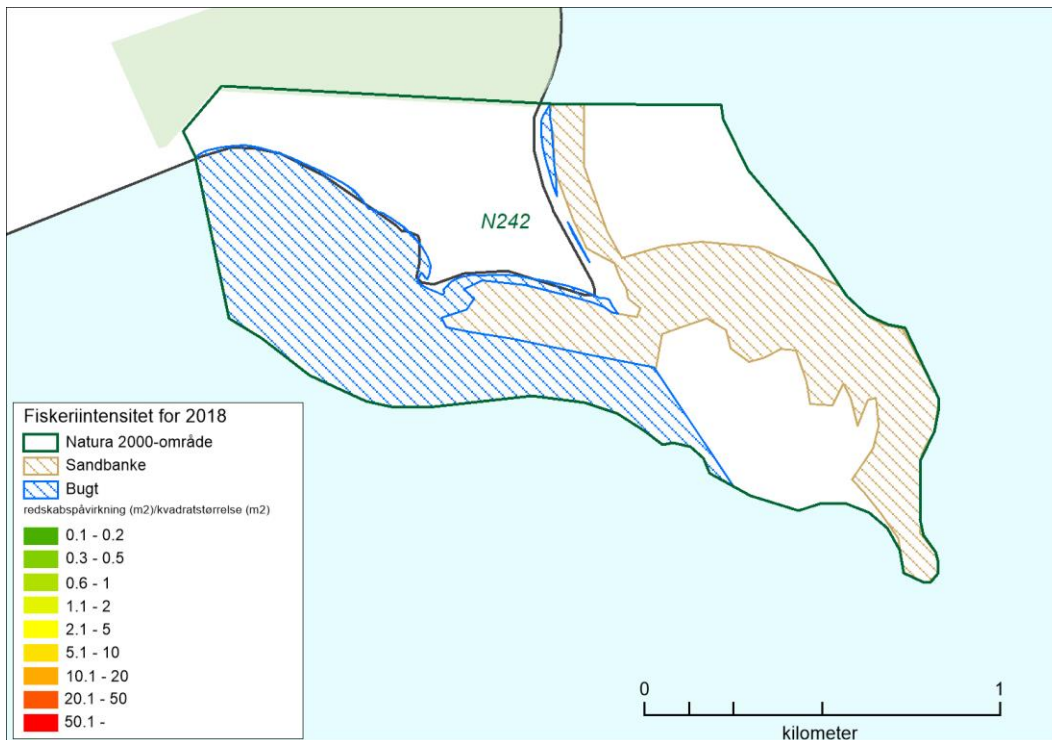 N242
Fiskeriintensitet for 2018
Natura 2000-område
Sandbanke
Bugt
redskabspåvirkning (m2)/kvadratstørrelse (m2)
0.1 - 0.2
0.3 - 0.5
0.6 - 1
1.1 - 2
2.1 - 5
5.1 - 10
10.1 - 20
20.1 - 50
50.1 -
0 1
kilometer